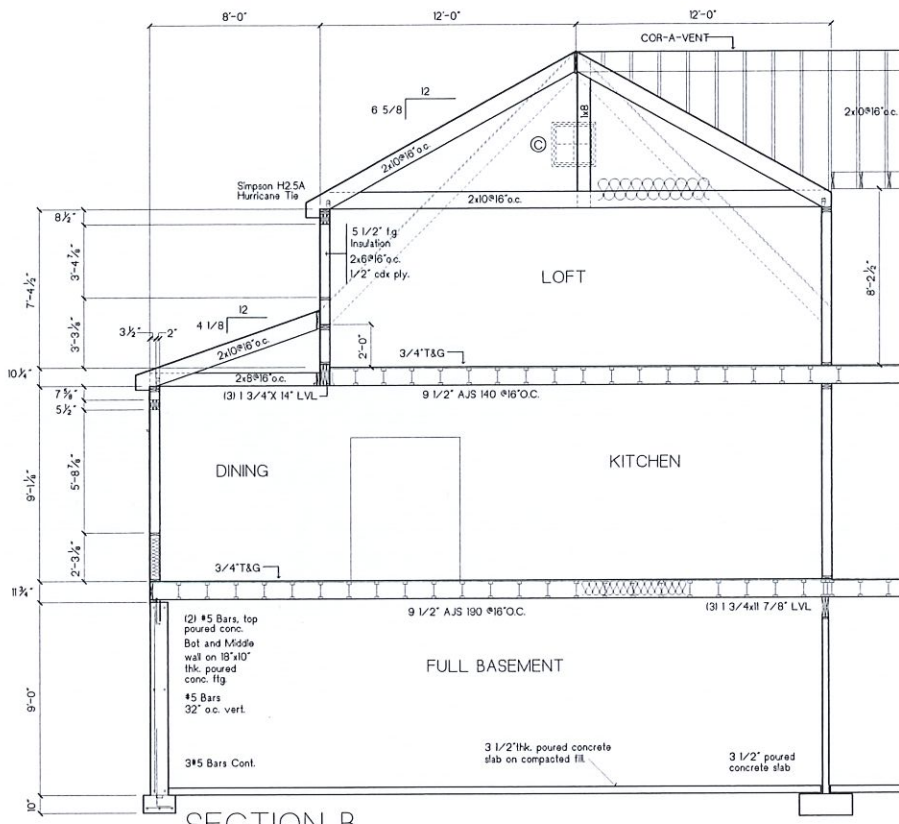 8'-0"
12'-0"
12'-0"
COR-A-VENT
12
6 5/8
2x10@16"o.c.
1x8
C
2x10@16"o.c.
Simpson H2.5A
Hurricane Tie
2x10@16"o.c.
8 1/2"
5 1/2" f.g.
Insulation
2x6@16"o.c.
1/2" cdx ply.
LOFT
3'-4 7/8"
7'-4 1/2"
8'-2 1/2"
12
4 1/8
3 1/2"
2"
3'-3 1/8"
2x10@16"o.c.
2'-0"
3/4"T&G
10 1/4"
2x8@16"o.c.
7 5/8"
(3) 1 3/4"X 14" LVL
9 1/2" AJS 140 @16"O.C.
5 1/2"
DINING
KITCHEN
5'-8 7/8"
9'-1 1/8"
2'-3 1/8"
3/4"T&G
11 3/4"
9 1/2" AJS 190 @16"O.C.
(3) 1 3/4x11 7/8" LVL
(2) #5 Bars, top
poured conc.
Bot and Middle
wall on 18"x10"
thk. poured
conc. ftg.
#5 Bars
32" o.c. vert.
FULL BASEMENT
9'-0"
3#5 Bars Cont.
3 1/2"thk. poured concrete
slab on compacted fill.
3 1/2" poured
concrete slab
10"
SECTION B